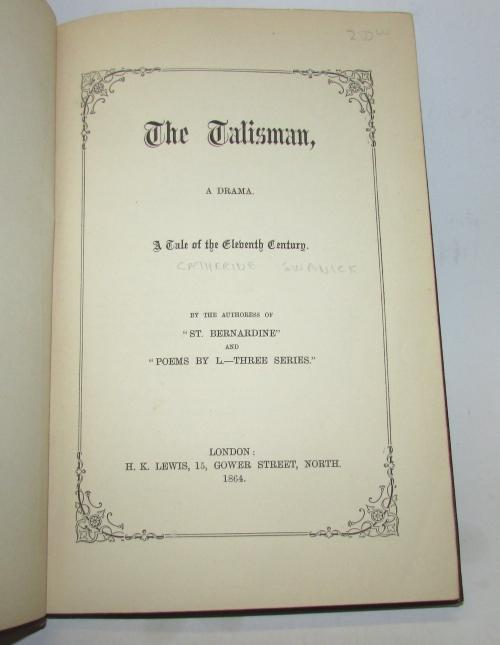 The Talisman,
A DRAMA.
A Tale of the Eleventh Century.
CATHERINE SWANICK
BY THE AUTHORESS OF
"ST. BERNARDINE"
AND
"POEMS BY L.—THREE SERIES."
LONDON:
H. K. LEWIS, 15, GOWER STREET, NORTH.
1864.